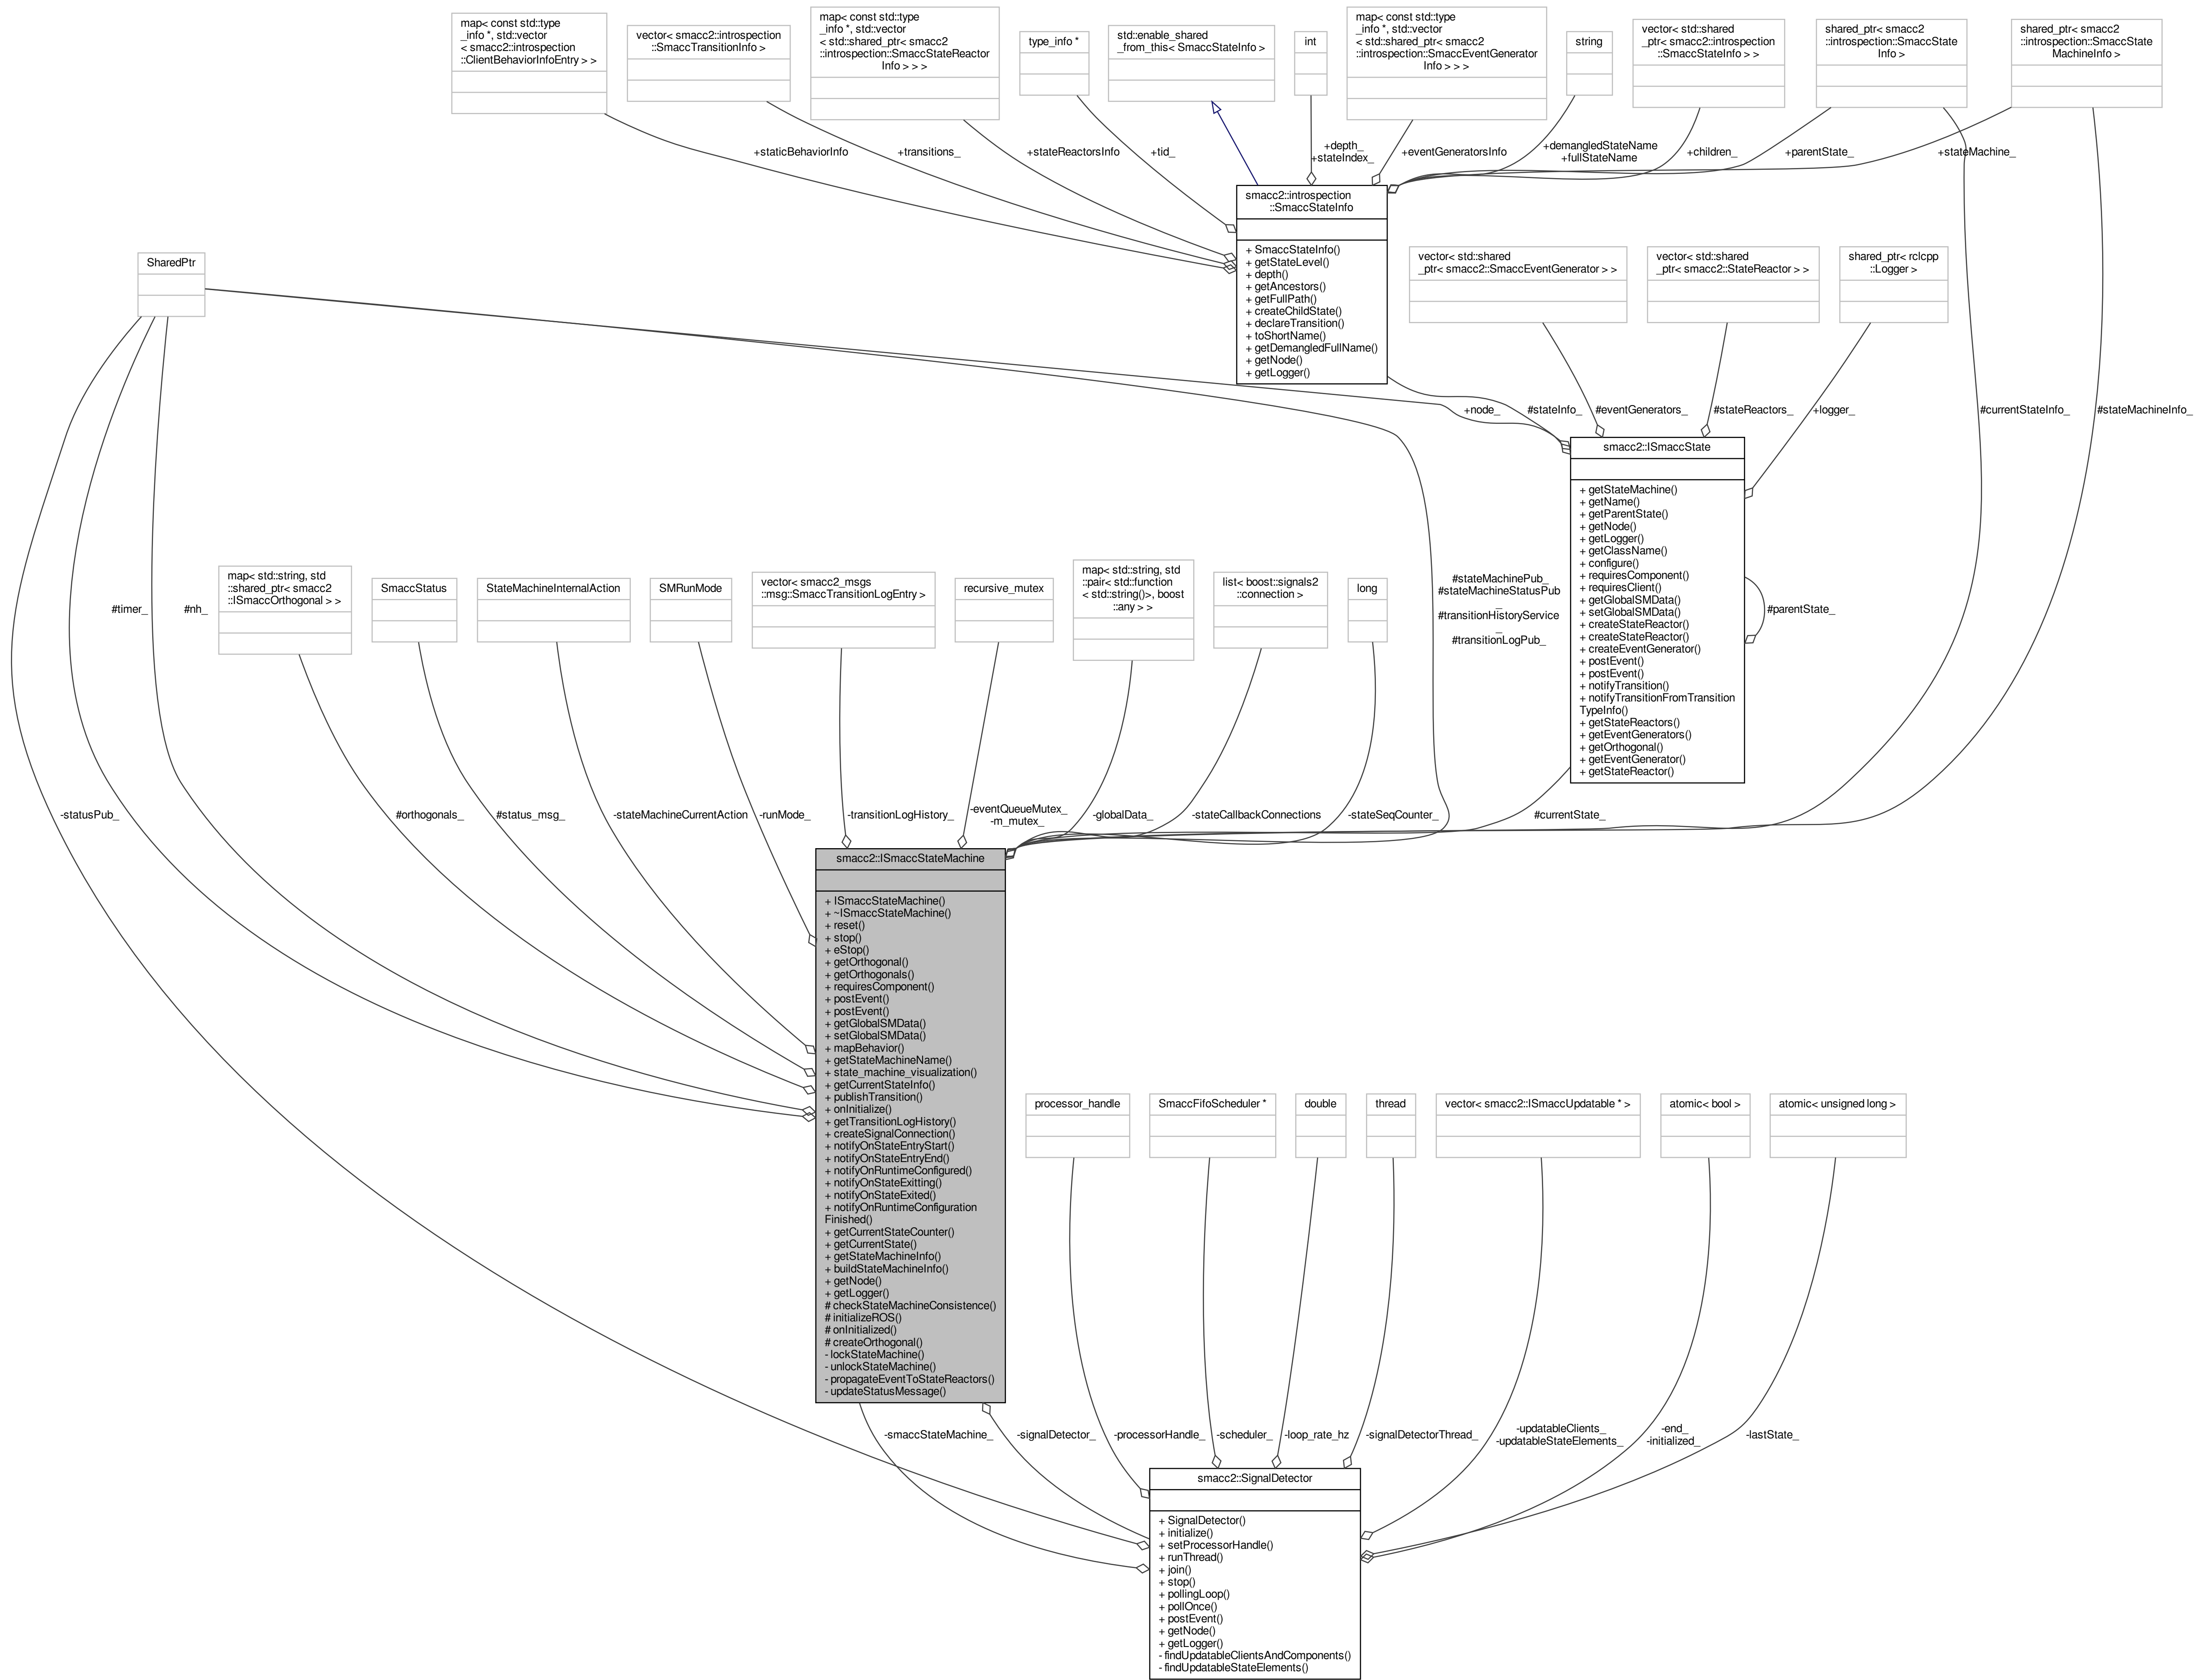 map< const std::type
_info *, std::vector
< smacc2::introspection
::ClientBehaviorInfoEntry > >
vector< smacc2::introspection
::SmaccTransitionInfo >
map< const std::type
_info *, std::vector
< std::shared_ptr< smacc2
::introspection::SmaccStateReactor
Info > > >
type_info *
std::enable_shared
_from_this< SmaccStateInfo >
int
map< const std::type
_info *, std::vector
< std::shared_ptr< smacc2
::introspection::SmaccEventGenerator
Info > > >
string
vector< std::shared
_ptr< smacc2::introspection
::SmaccStateInfo > >
shared_ptr< smacc2
::introspection::SmaccState
Info >
shared_ptr< smacc2
::introspection::SmaccState
MachineInfo >
+staticBehaviorInfo
+transitions_
+stateReactorsInfo
+tid_
+depth_
+stateIndex_
+eventGeneratorsInfo
+demangledStateName
+fullStateName
+children_
+parentState_
+stateMachine_
smacc2::introspection
::SmaccStateInfo
+ SmaccStateInfo()
+ getStateLevel()
+ depth()
+ getAncestors()
+ getFullPath()
+ createChildState()
+ declareTransition()
+ toShortName()
+ getDemangledFullName()
+ getNode()
+ getLogger()
SharedPtr
vector< std::shared
_ptr< smacc2::SmaccEventGenerator > >
vector< std::shared
_ptr< smacc2::StateReactor > >
shared_ptr< rclcpp
::Logger >
+node_
#stateInfo_
#eventGenerators_
#stateReactors_
+logger_
#currentStateInfo_
#stateMachineInfo_
smacc2::ISmaccState
+ getStateMachine()
+ getName()
+ getParentState()
+ getNode()
+ getLogger()
+ getClassName()
+ configure()
+ requiresComponent()
+ requiresClient()
+ getGlobalSMData()
+ setGlobalSMData()
+ createStateReactor()
+ createStateReactor()
+ createEventGenerator()
+ postEvent()
+ postEvent()
+ notifyTransition()
+ notifyTransitionFromTransition
TypeInfo()
+ getStateReactors()
+ getEventGenerators()
+ getOrthogonal()
+ getEventGenerator()
+ getStateReactor()
#parentState_
#timer_
#nh_
map< std::string, std
::shared_ptr< smacc2
::ISmaccOrthogonal > >
SmaccStatus
StateMachineInternalAction
SMRunMode
vector< smacc2_msgs
::msg::SmaccTransitionLogEntry >
recursive_mutex
map< std::string, std
::pair< std::function
< std::string()>, boost
::any > >
list< boost::signals2
::connection >
long
#stateMachinePub_
#stateMachineStatusPub
_
#transitionHistoryService
_
#transitionLogPub_
-statusPub_
#orthogonals_
#status_msg_
-stateMachineCurrentAction
-runMode_
-transitionLogHistory_
-eventQueueMutex_
-m_mutex_
-globalData_
-stateCallbackConnections
-stateSeqCounter_
#currentState_
smacc2::ISmaccStateMachine
+ ISmaccStateMachine()
+ ~ISmaccStateMachine()
+ reset()
+ stop()
+ eStop()
+ getOrthogonal()
+ getOrthogonals()
+ requiresComponent()
+ postEvent()
+ postEvent()
+ getGlobalSMData()
+ setGlobalSMData()
+ mapBehavior()
+ getStateMachineName()
+ state_machine_visualization()
+ getCurrentStateInfo()
+ publishTransition()
+ onInitialize()
+ getTransitionLogHistory()
+ createSignalConnection()
+ notifyOnStateEntryStart()
+ notifyOnStateEntryEnd()
+ notifyOnRuntimeConfigured()
+ notifyOnStateExitting()
+ notifyOnStateExited()
+ notifyOnRuntimeConfiguration
Finished()
+ getCurrentStateCounter()
+ getCurrentState()
+ getStateMachineInfo()
+ buildStateMachineInfo()
+ getNode()
+ getLogger()
# checkStateMachineConsistence()
# initializeROS()
# onInitialized()
# createOrthogonal()
- lockStateMachine()
- unlockStateMachine()
- propagateEventToStateReactors()
- updateStatusMessage()
processor_handle
SmaccFifoScheduler *
double
thread
vector< smacc2::ISmaccUpdatable * >
atomic< bool >
atomic< unsigned long >
-smaccStateMachine_
-signalDetector_
-processorHandle_
-scheduler_
-loop_rate_hz
-signalDetectorThread_
-updatableClients_
-updatableStateElements_
-end_
-initialized_
-lastState_
smacc2::SignalDetector
+ SignalDetector()
+ initialize()
+ setProcessorHandle()
+ runThread()
+ join()
+ stop()
+ pollingLoop()
+ pollOnce()
+ postEvent()
+ getNode()
+ getLogger()
- findUpdatableClientsAndComponents()
- findUpdatableStateElements()